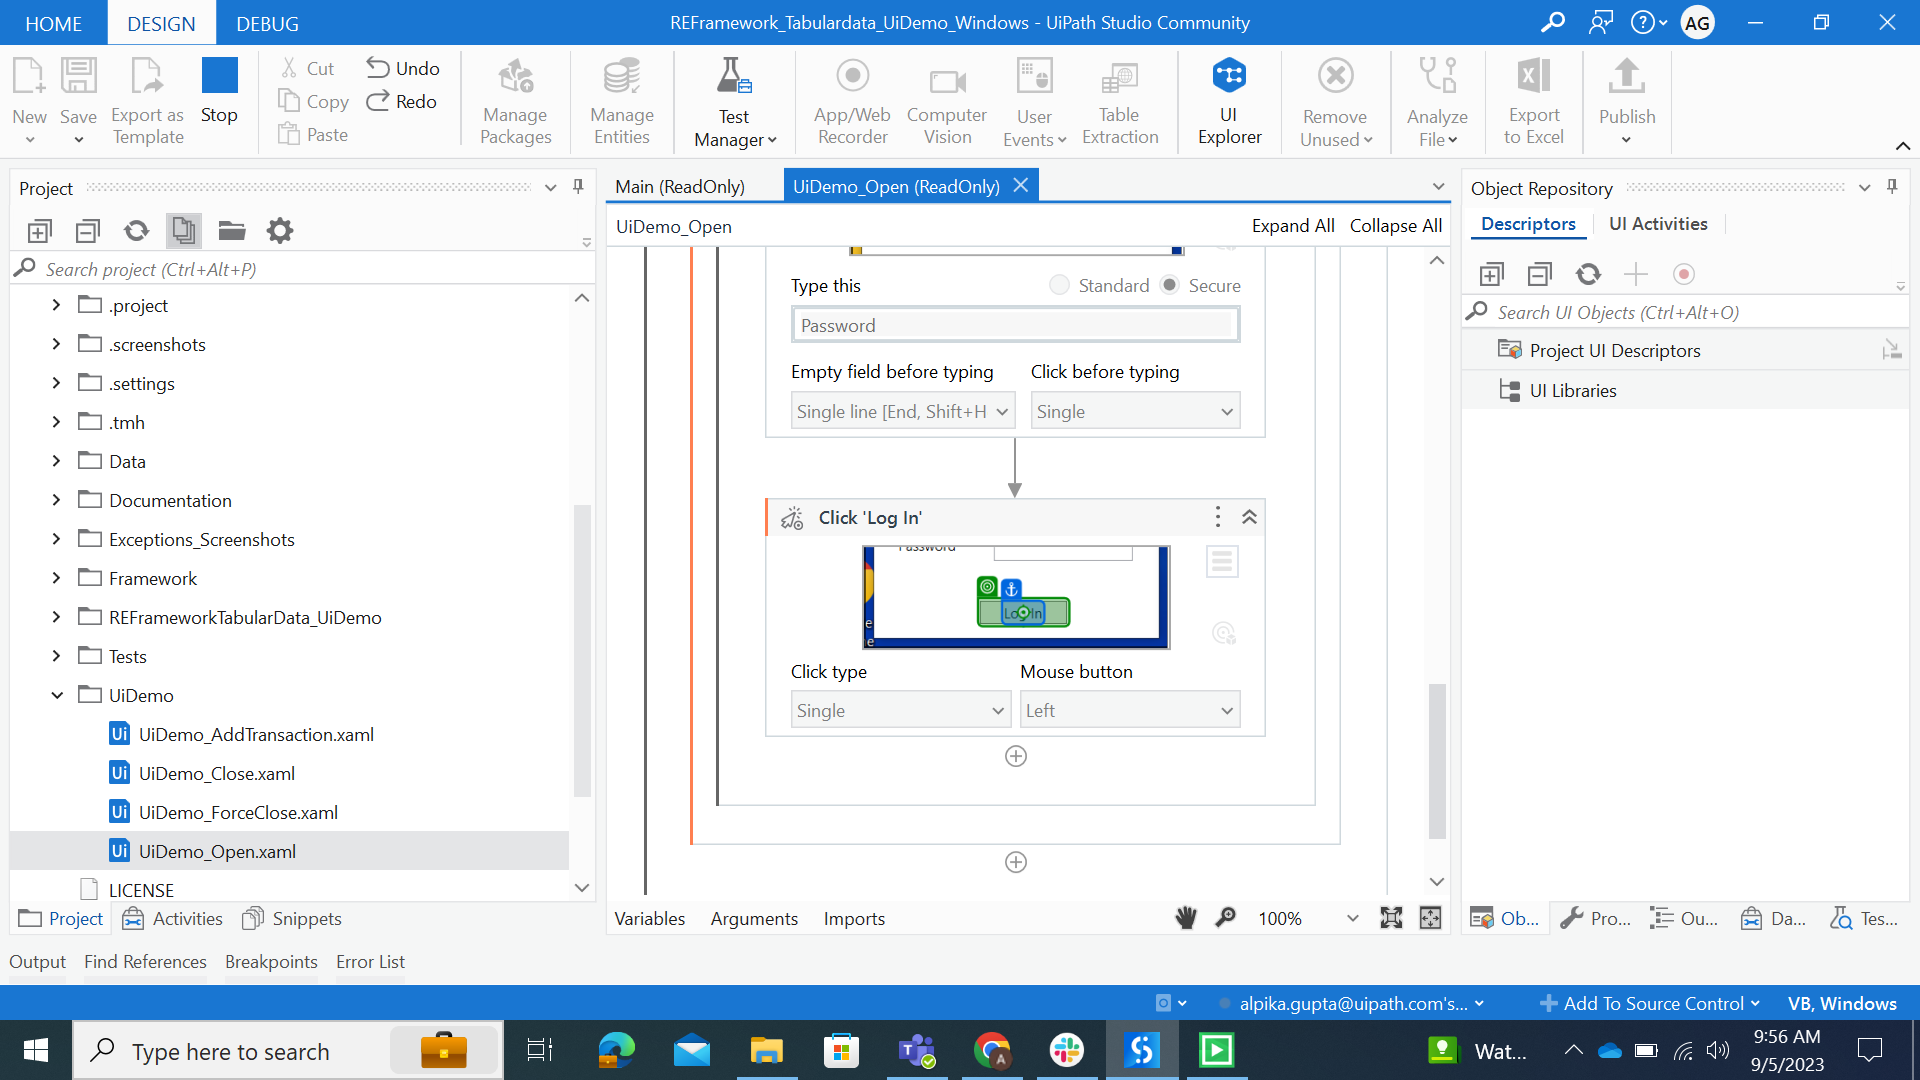 HOME
DESIGN
DEBUG
REFramework_Tabulardata_UiDemo_Windows - UiPath Studio Community
AG
New
Save
Export as
Template
Stop
Cut
Copy
Paste
Undo
Redo
Manage
Packages
Manage
Entities
Test
Manager
App/Web
Recorder
Computer
Vision
User
Events
Table
Extraction
UI
Explorer
Remove
Unused
Analyze
File
Export
to Excel
Publish
Project
Search project (Ctrl+Alt+P)
.project
.screenshots
.settings
.tmh
Data
Documentation
Exceptions_Screenshots
Framework
REFrameworkTabularData_UiDemo
Tests
UiDemo
Ui UiDemo_AddTransaction.xaml
Ui UiDemo_Close.xaml
Ui UiDemo_ForceClose.xaml
Ui UiDemo_Open.xaml
LICENSE
Project
Activities
Snippets
Main (ReadOnly)
UiDemo_Open (ReadOnly)
UiDemo_Open
Expand All
Collapse All
Type this
Standard
Secure
Password
Empty field before typing
Click before typing
Single line [End, Shift+H
Single
Click 'Log In'
Password
Log In
e
e
Click type
Mouse button
Single
Left
Variables
Arguments
Imports
100%
Object Repository
Descriptors
UI Activities
Search UI Objects (Ctrl+Alt+O)
Project UI Descriptors
UI Libraries
Ob...
Pro...
Ou...
Da...
Tes...
Output
Find References
Breakpoints
Error List
alpika.gupta@uipath.com's...
Add To Source Control
VB, Windows
Type here to search
A
Wat...
9:56 AM
9/5/2023